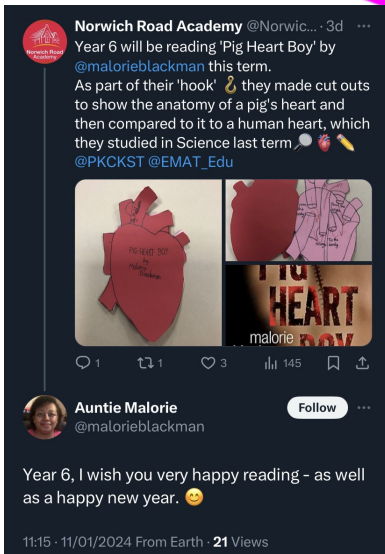 Norwich Road Academy @Norwic... · 3d
Year 6 will be reading 'Pig Heart Boy' by
@malorieblackman this term.
As part of their 'hook' 🪝 they made cut outs
to show the anatomy of a pig's heart and
then compared to it to a human heart, which
they studied in Science last term 🔎 🫀 ✏️
@PKCKST @EMAT_Edu
Norwich Road
Academy
PIG HEART BOY
by
Malorie
Blackman
PIG
HEART
malorie
BOY
1
1
3
145
Auntie Malorie
@malorieblackman
Follow
Year 6, I wish you very happy reading - as well
as a happy new year. 😊
11:15 · 11/01/2024 From Earth · 21 Views